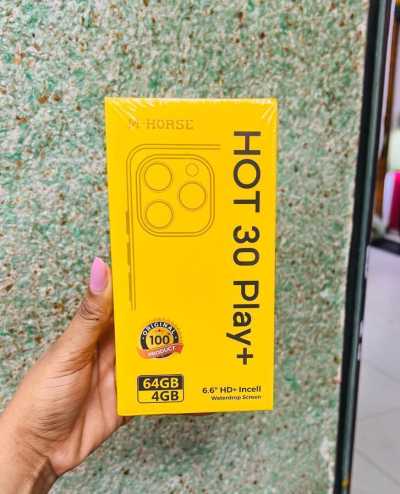 M-HORSE
HOT 30 Play+
ORIGINAL
100
PRODUCT
64GB
4GB
6.6" HD+ Incell
Waterdrop Screen